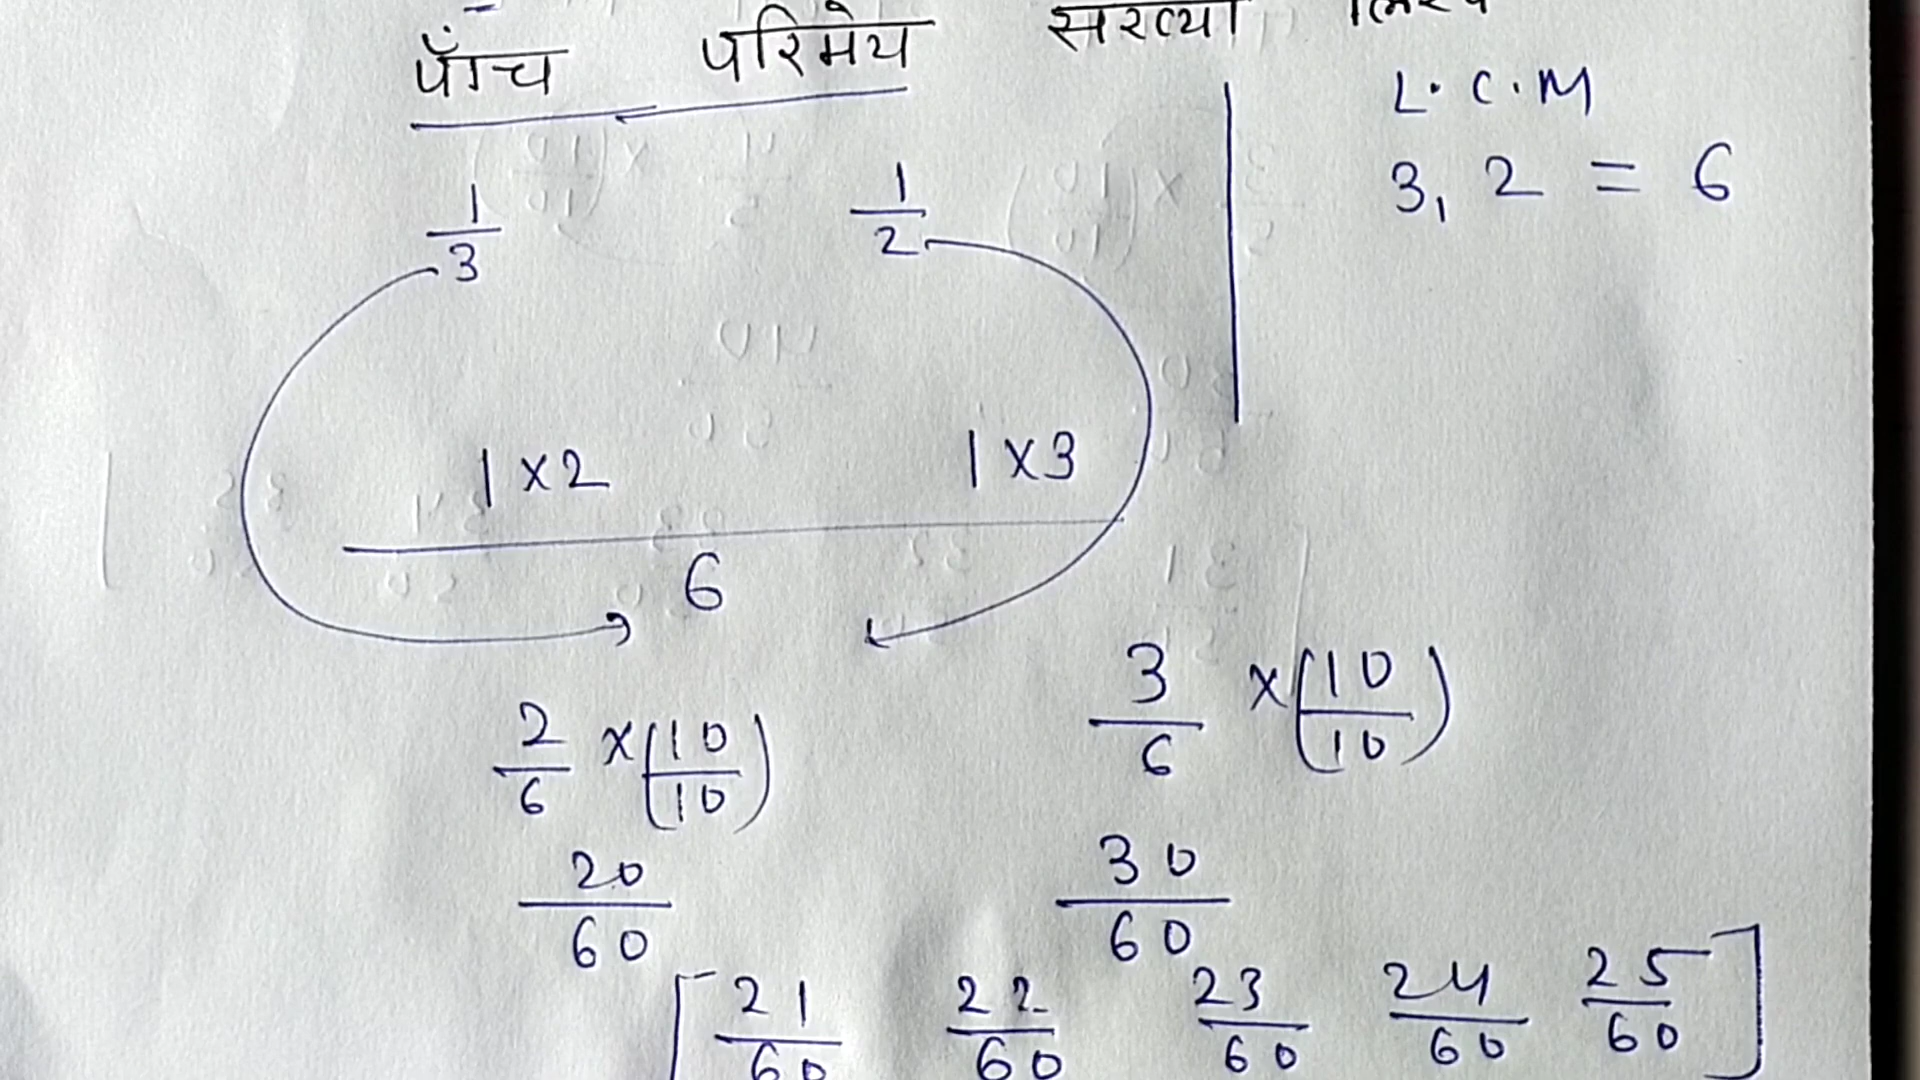 पाँच परिमेय संख्या
L.C.M
3, 2 = 6
1/3 1/2
1 x 2 1 x 3
6
2/6 x (10/10) 3/6 x (10/10)
20/60 30/60
[21/60 22/60 23/60 24/60 25/60]